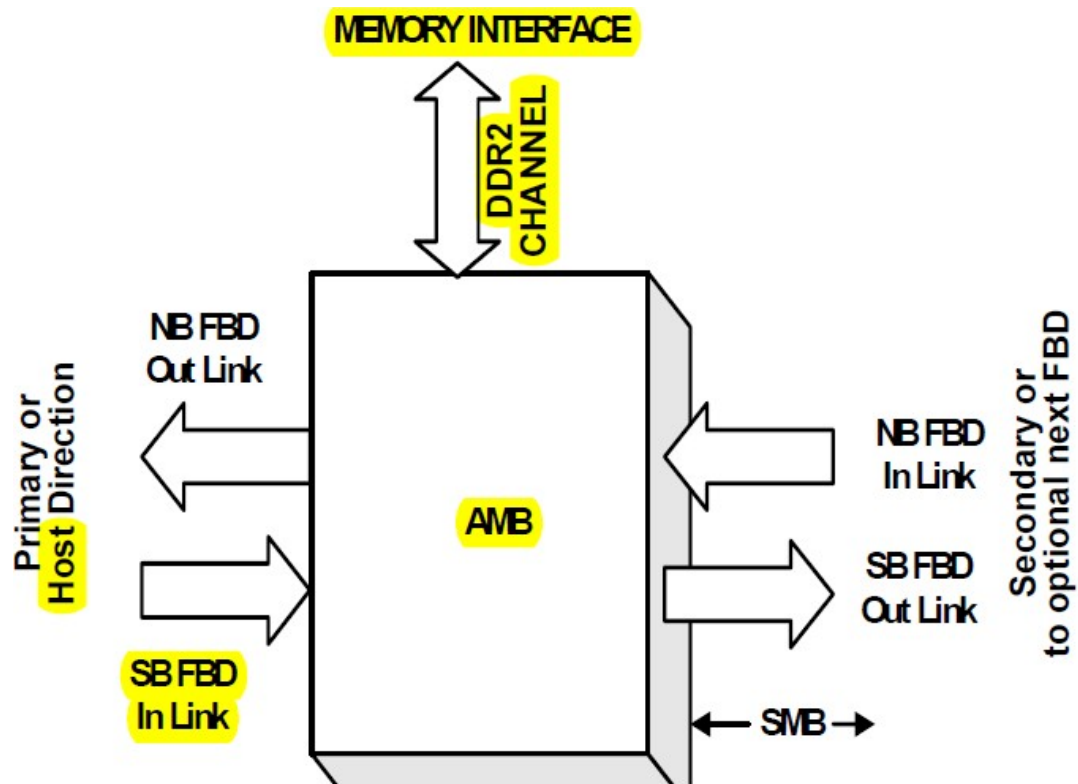 MEMORY INTERFACE
DDR2
CHANNEL
NB FBD
Out Link
Primary or
Host Direction
SB FBD
In Link
AMB
NB FBD
In Link
SB FBD
Out Link
Secondary or
to optional next FBD
SMB